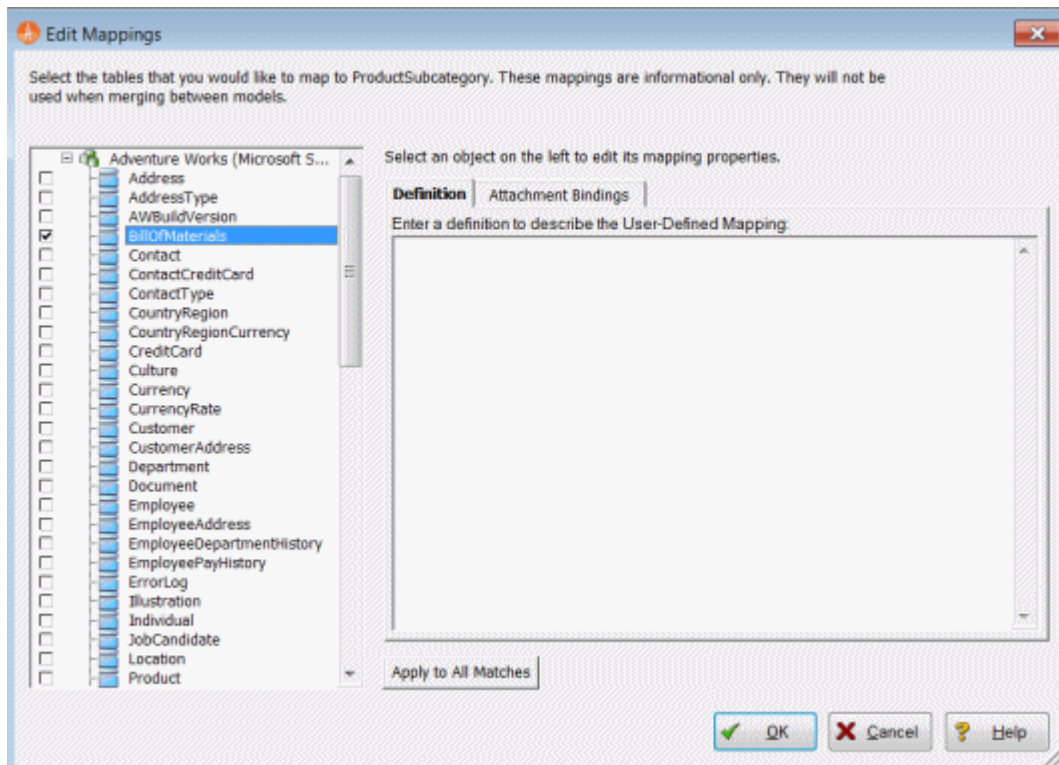 Edit Mappings
Select the tables that you would like to map to ProductSubcategory. These mappings are informational only. They will not be
used when merging between models.
Adventure Works (Microsoft S...
Address
AddressType
AWBuildVersion
BillOfMaterials
Contact
ContactCreditCard
ContactType
CountryRegion
CountryRegionCurrency
CreditCard
Culture
Currency
CurrencyRate
Customer
CustomerAddress
Department
Document
Employee
EmployeeAddress
EmployeeDepartmentHistory
EmployeePayHistory
ErrorLog
Illustration
Individual
JobCandidate
Location
Product
Select an object on the left to edit its mapping properties.
Definition Attachment Bindings
Enter a definition to describe the User-Defined Mapping:
Apply to All Matches
OK Cancel Help